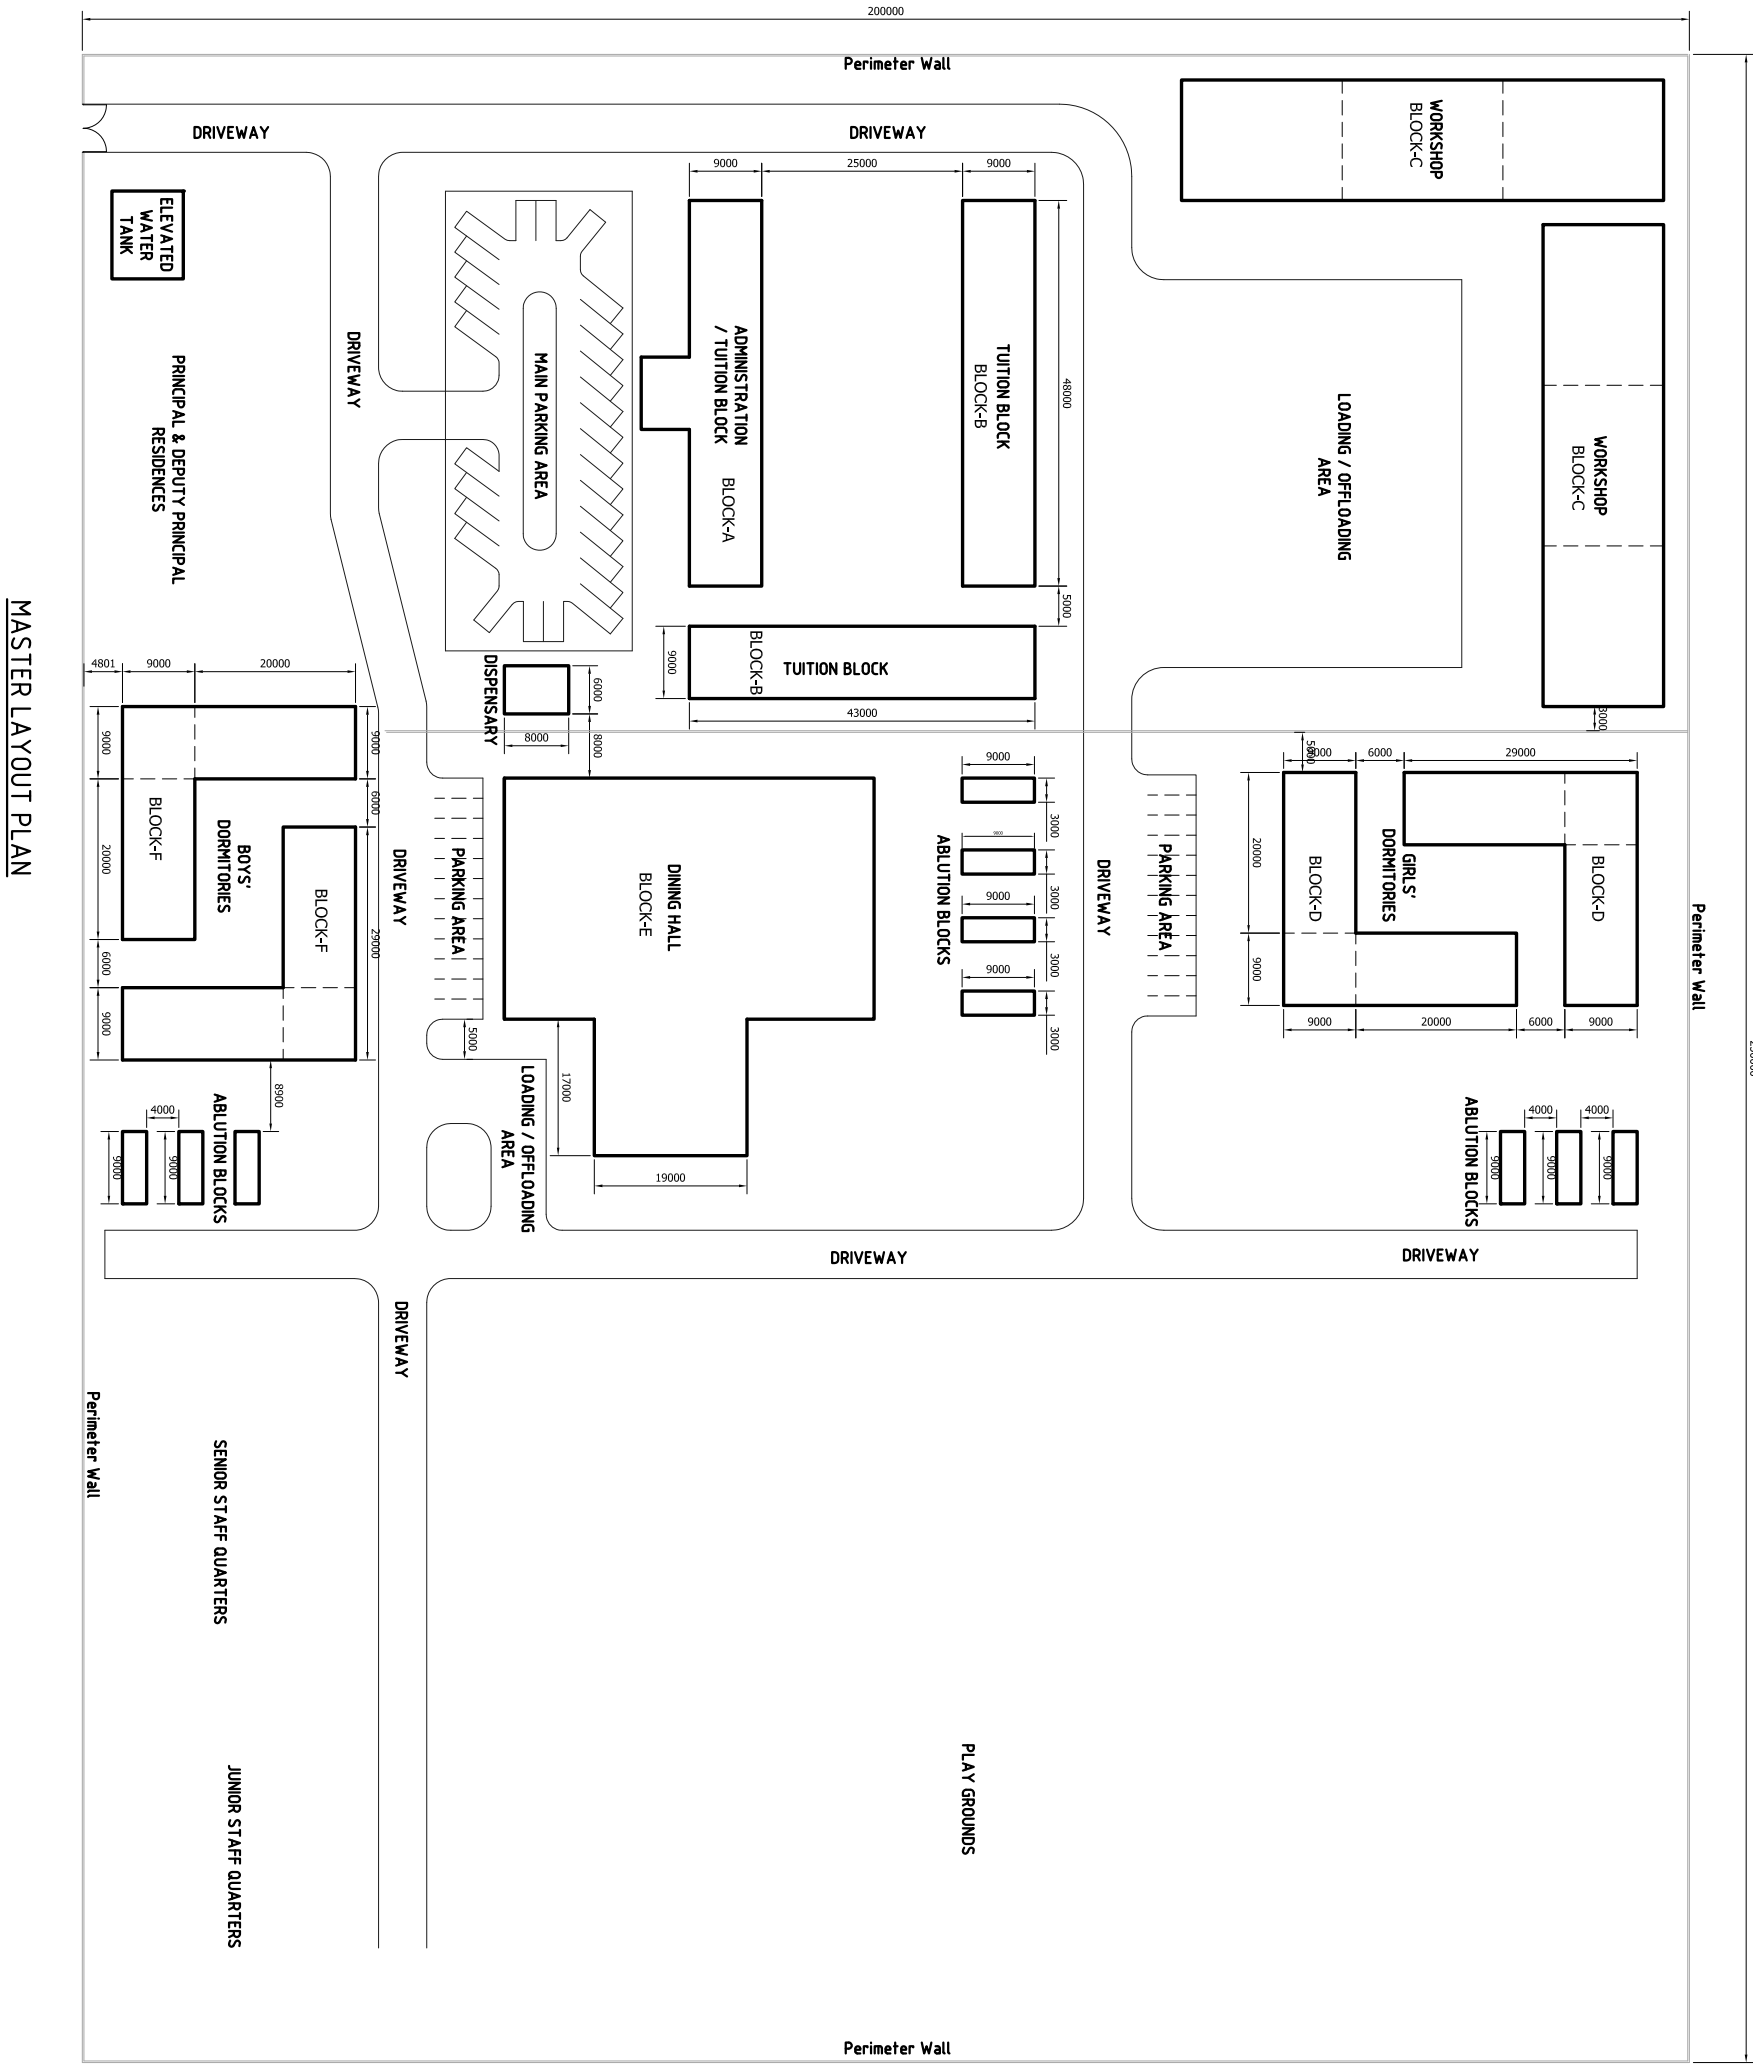 200000
Perimeter Wall
DRIVEWAY
DRIVEWAY
WORKSHOP
BLOCK-C
9000
25000
9000
ELEVATED
WATER
TANK
DRIVEWAY
MAIN PARKING AREA
ADMINISTRATION
/ TUITION BLOCK
BLOCK-A
TUITION BLOCK
BLOCK-B
48000
5000
LOADING / OFFLOADING
AREA
WORKSHOP
BLOCK-C
3000
PRINCIPAL & DEPUTY PRINCIPAL
RESIDENCES
MASTER LAYOUT PLAN
DISPENSARY
6000
8000
8000
9000
BLOCK-B
TUITION BLOCK
43000
4801
9000
20000
9000
20000
6000
9000
9000
6000
29000
BLOCK-F
BOYS'
DORMITORIES
BLOCK-F
8900
DRIVEWAY
PARKING AREA
5000
DINING HALL
BLOCK-E
17000
19000
LOADING / OFFLOADING
AREA
9000
3000
9000
3000
9000
3000
9000
3000
ABLUTION BLOCKS
DRIVEWAY
PARKING AREA
5000
6000
29000
20000
9000
BLOCK-D
GIRLS'
DORMITORIES
BLOCK-D
9000
20000
6000
9000
Perimeter Wall
4000
9000
9000
ABLUTION BLOCKS
4000
4000
9000
9000
9000
ABLUTION BLOCKS
DRIVEWAY
DRIVEWAY
DRIVEWAY
Perimeter Wall
SENIOR STAFF QUARTERS
JUNIOR STAFF QUARTERS
PLAY GROUNDS
Perimeter Wall